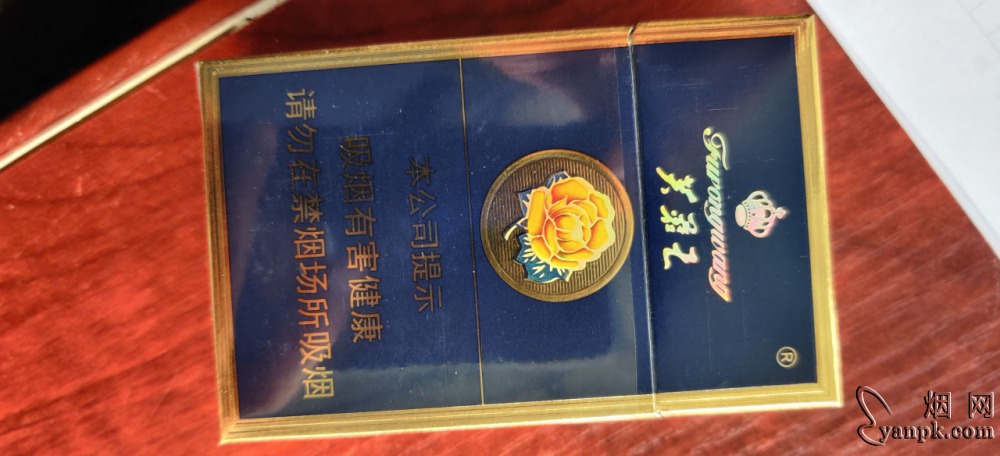 Furongwang
芙蓉王
®
本公司提示
吸烟有害健康
请勿在禁烟场所吸烟
烟网
yanpk.com